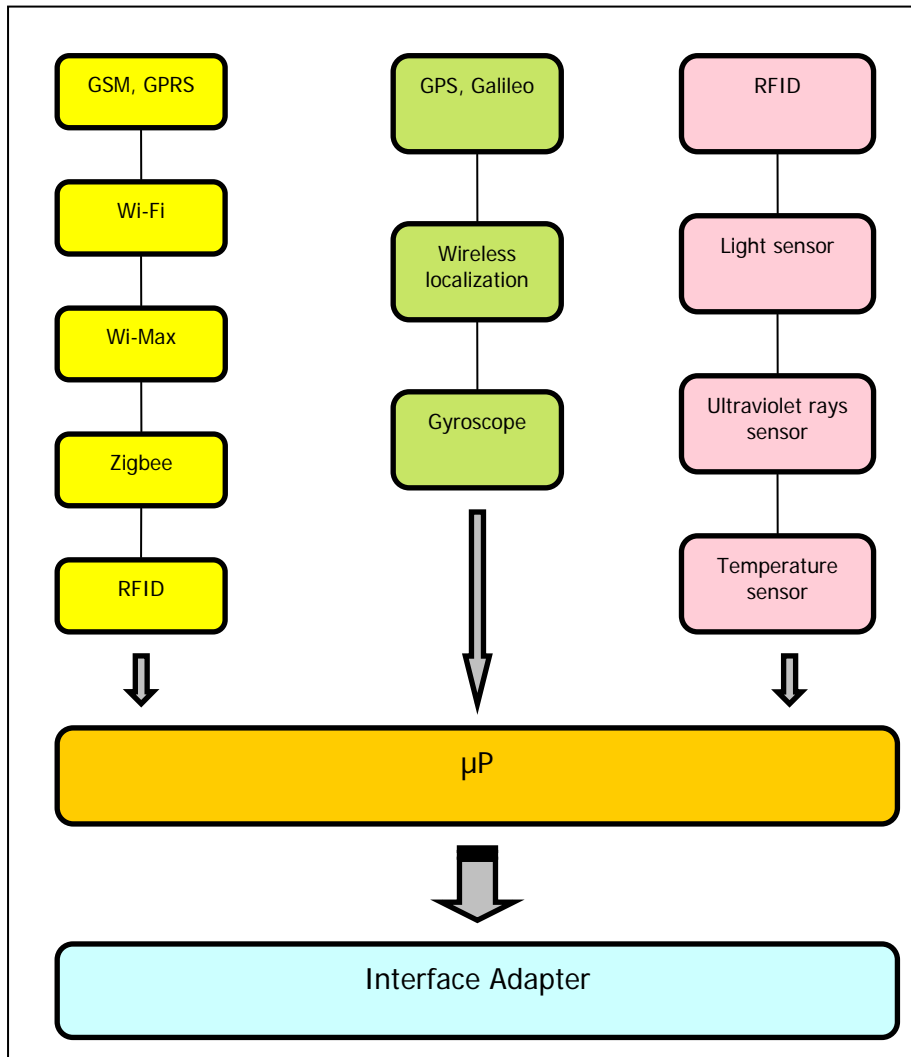 GSM, GPRS
Wi-Fi
Wi-Max
Zigbee
RFID
GPS, Galileo
Wireless
localization
Gyroscope
RFID
Light sensor
Ultraviolet rays
sensor
Temperature
sensor
µP
Interface Adapter